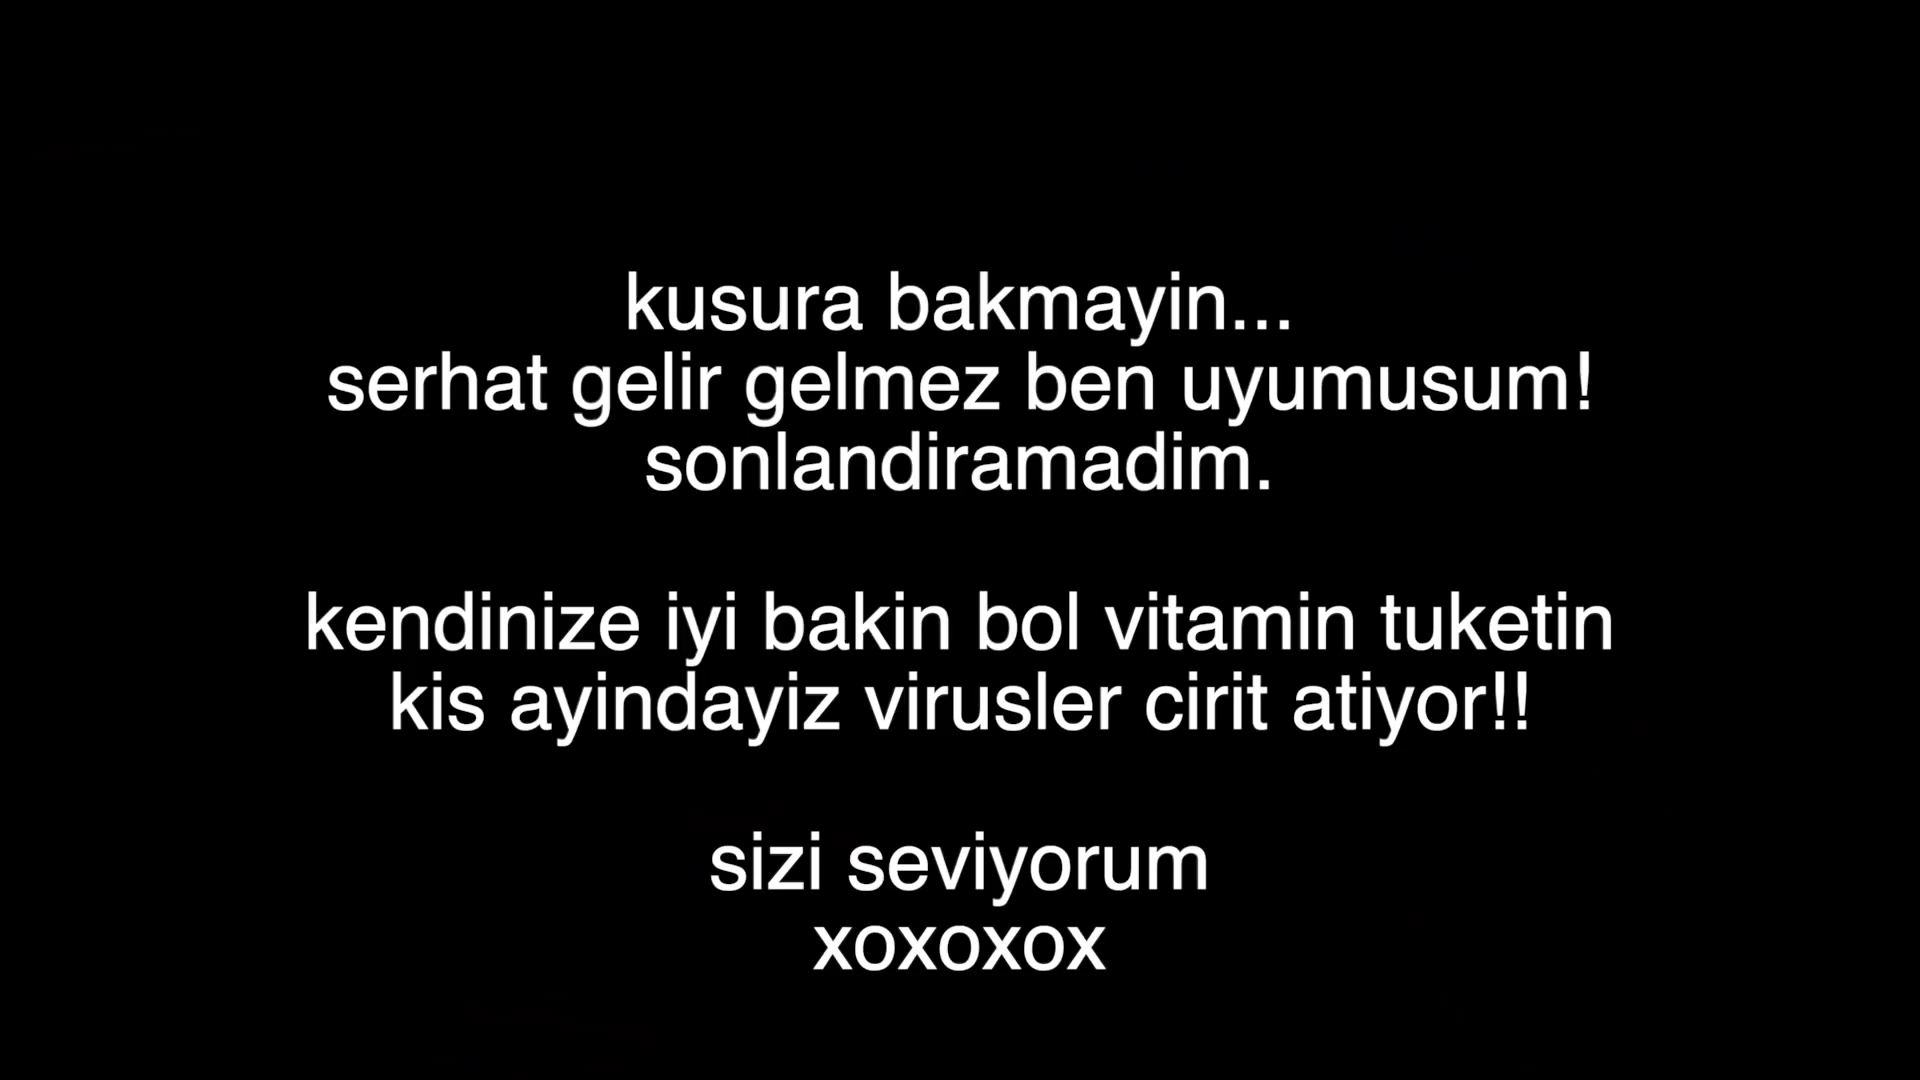 kusura bakmayin...
serhat gelir gelmez ben uyumusum!
sonlandiramadim.
kendinize iyi bakin bol vitamin tuketin
kis ayindayiz virusler cirit atiyor!!
sizi seviyorum
xoxoxox